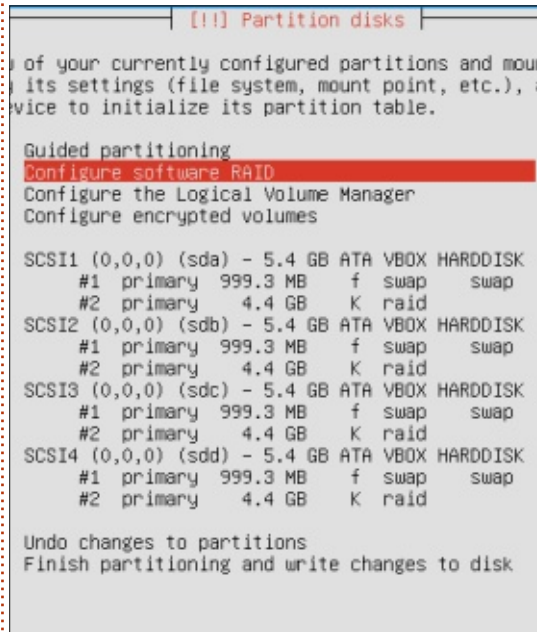 [!!] Partition disks
of your currently configured partitions and mou
its settings (file system, mount point, etc.),
vice to initialize its partition table.
Guided partitioning
Configure software RAID
Configure the Logical Volume Manager
Configure encrypted volumes
SCSI1 (0,0,0) (sda) - 5.4 GB ATA VBOX HARDDISK
#1 primary 999.3 MB f swap swap
#2 primary 4.4 GB K raid
SCSI2 (0,0,0) (sdb) - 5.4 GB ATA VBOX HARDDISK
#1 primary 999.3 MB f swap swap
#2 primary 4.4 GB K raid
SCSI3 (0,0,0) (sdc) - 5.4 GB ATA VBOX HARDDISK
#1 primary 999.3 MB f swap swap
#2 primary 4.4 GB K raid
SCSI4 (0,0,0) (sdd) - 5.4 GB ATA VBOX HARDDISK
#1 primary 999.3 MB f swap swap
#2 primary 4.4 GB K raid
Undo changes to partitions
Finish partitioning and write changes to disk